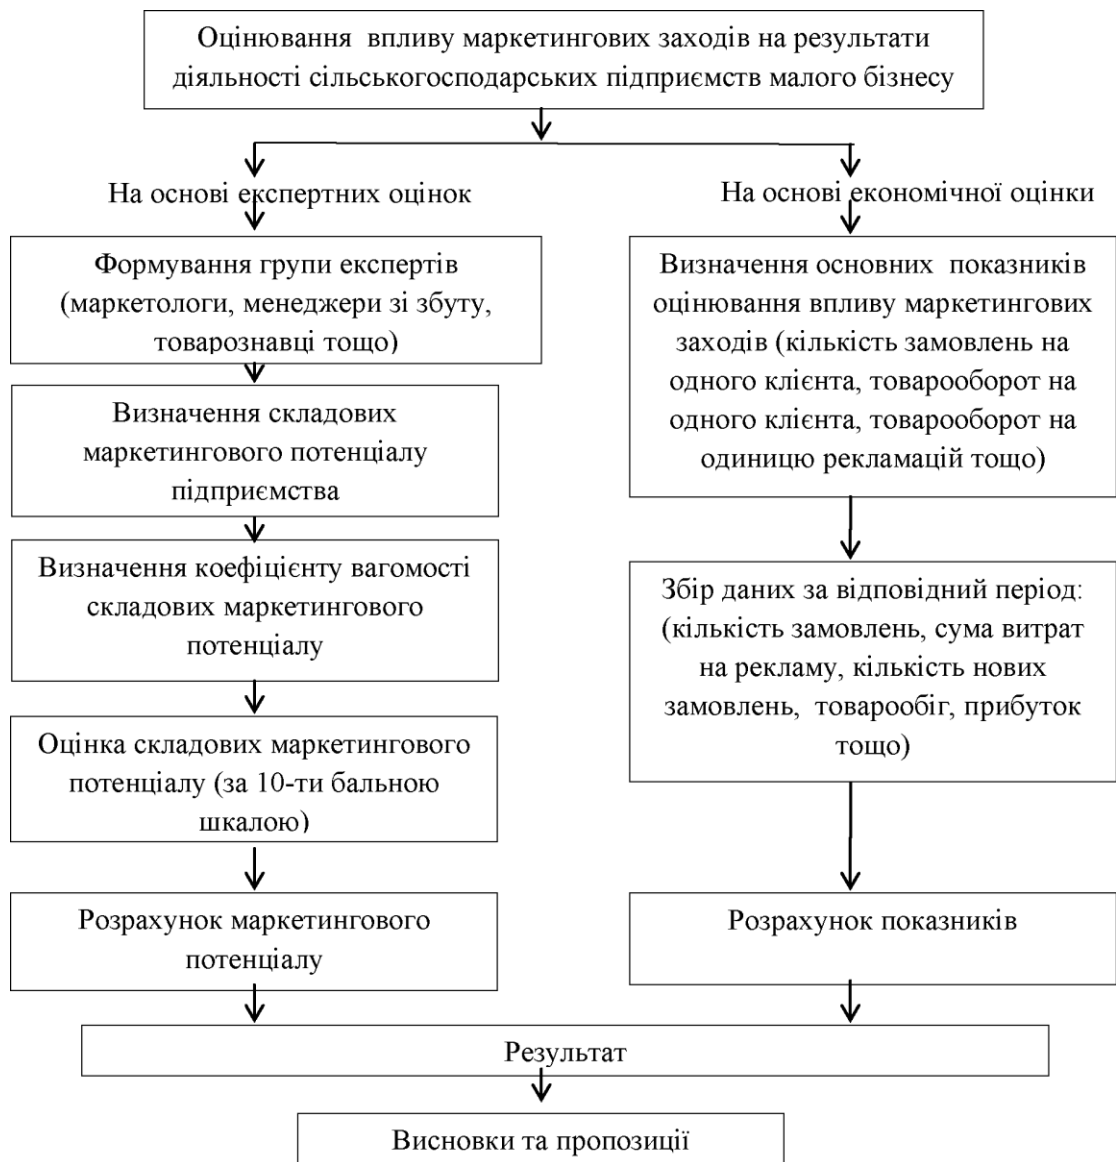 Оцінювання впливу маркетингових заходів на результати
діяльності сільськогосподарських підприємств малого бізнесу
На основі експертних оцінок
Формування групи експертів
(маркетологи, менеджери зі збуту,
товарознавці тощо)
Визначення складових
маркетингового потенціалу
підприємства
Визначення коефіцієнту вагомості
складових маркетингового
потенціалу
Оцінка складових маркетингового
потенціалу (за 10-ти бальною
шкалою)
Розрахунок маркетингового
потенціалу
На основі економічної оцінки
Визначення основних показників
оцінювання впливу маркетингових
заходів (кількість замовлень на
одного клієнта, товарооборот на
одного клієнта, товарооборот на
одиницю рекламацій тощо)
Збір даних за відповідний період:
(кількість замовлень, сума витрат
на рекламу, кількість нових
замовлень, товарообіг, прибуток
тощо)
Розрахунок показників
Результат
Висновки та пропозиції